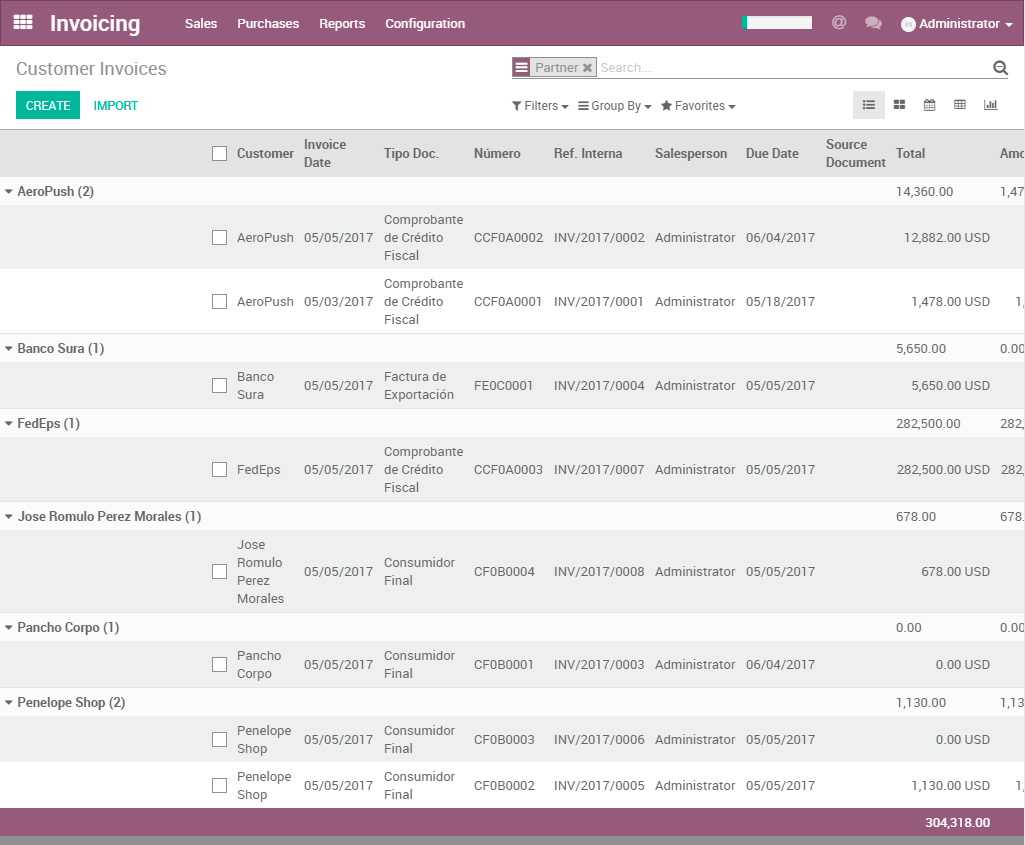 Invoicing Sales Purchases Reports Configuration @ Administrator
Customer Invoices Partner Search...
CREATE IMPORT Filters Group By Favorites
Customer Invoice Date Tipo Doc. Número Ref. Interna Salesperson Due Date Source Document Total
AeroPush (2) 14,360.00
AeroPush 05/05/2017 Comprobante de Crédito Fiscal CCF0A0002 INV/2017/0002 Administrator 06/04/2017 12,882.00 USD
AeroPush 05/03/2017 Comprobante de Crédito Fiscal CCF0A0001 INV/2017/0001 Administrator 05/18/2017 1,478.00 USD
Banco Sura (1) 5,650.00 0.00
Banco Sura 05/05/2017 Factura de Exportación FE0C0001 INV/2017/0004 Administrator 05/05/2017 5,650.00 USD
FedEps (1) 282,500.00
FedEps 05/05/2017 Comprobante de Crédito Fiscal CCF0A0003 INV/2017/0007 Administrator 05/05/2017 282,500.00 USD
Jose Romulo Perez Morales (1) 678.00
Jose Romulo Perez Morales 05/05/2017 Consumidor Final CF0B0004 INV/2017/0008 Administrator 05/05/2017 678.00 USD
Pancho Corpo (1) 0.00 0.00
Pancho Corpo 05/05/2017 Consumidor Final CF0B0001 INV/2017/0003 Administrator 06/04/2017 0.00 USD
Penelope Shop (2) 1,130.00
Penelope Shop 05/05/2017 Consumidor Final CF0B0003 INV/2017/0006 Administrator 05/05/2017 0.00 USD
Penelope Shop 05/05/2017 Consumidor Final CF0B0002 INV/2017/0005 Administrator 05/05/2017 1,130.00 USD
304,318.00